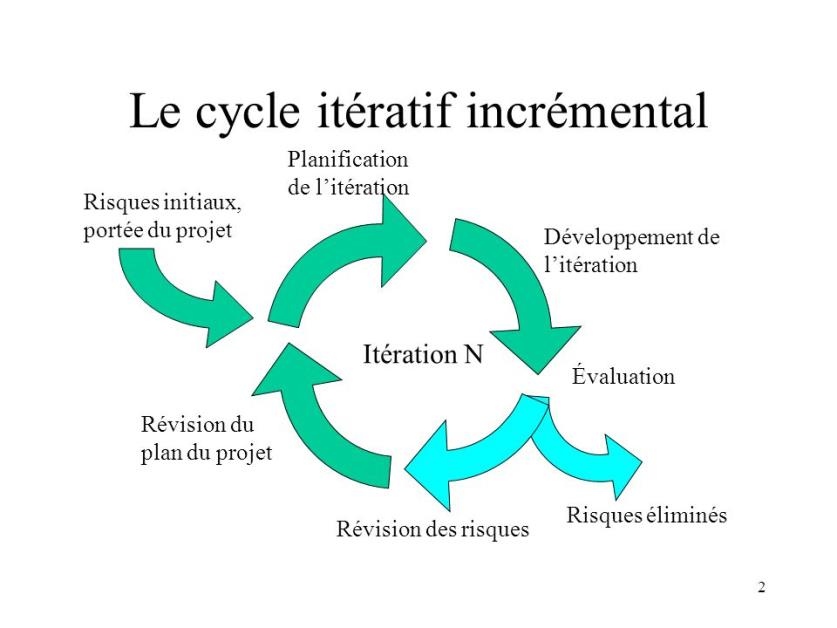 Le cycle itératif incrémental
Planification
de l’itération
Risques initiaux,
portée du projet
Développement de
l’itération
Itération N
Évaluation
Révision du
plan du projet
Risques éliminés
Révision des risques
2